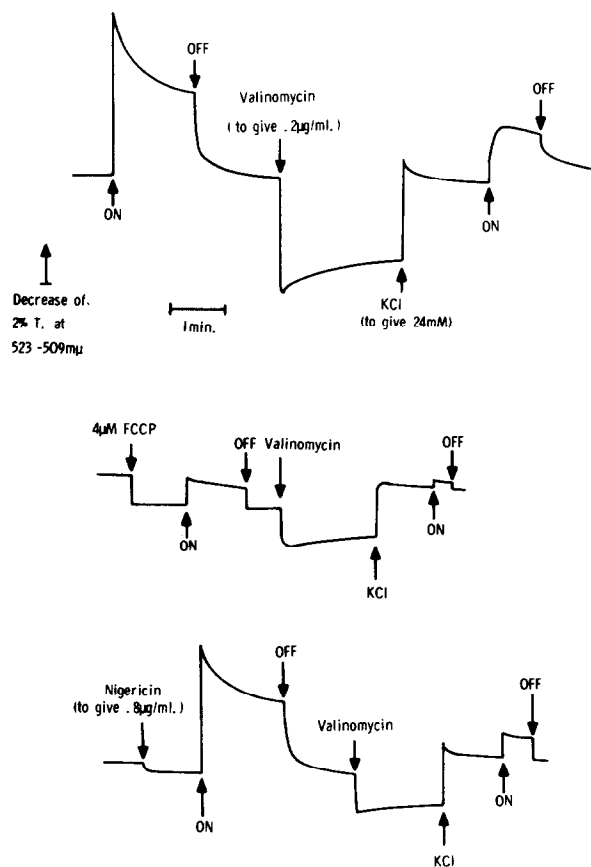 OFF
Valinomycin
(to give .2µg/ml.)
OFF
ON
ON
Decrease of.
2% T. at
523 -509mµ
1min.
KCl
(to give 24mM)
4µM FCCP
OFF Valinomycin
OFF
ON
ON
KCl
OFF
Nigericin
(to give .8µg/ml.)
OFF
Valinomycin
ON
ON
KCl